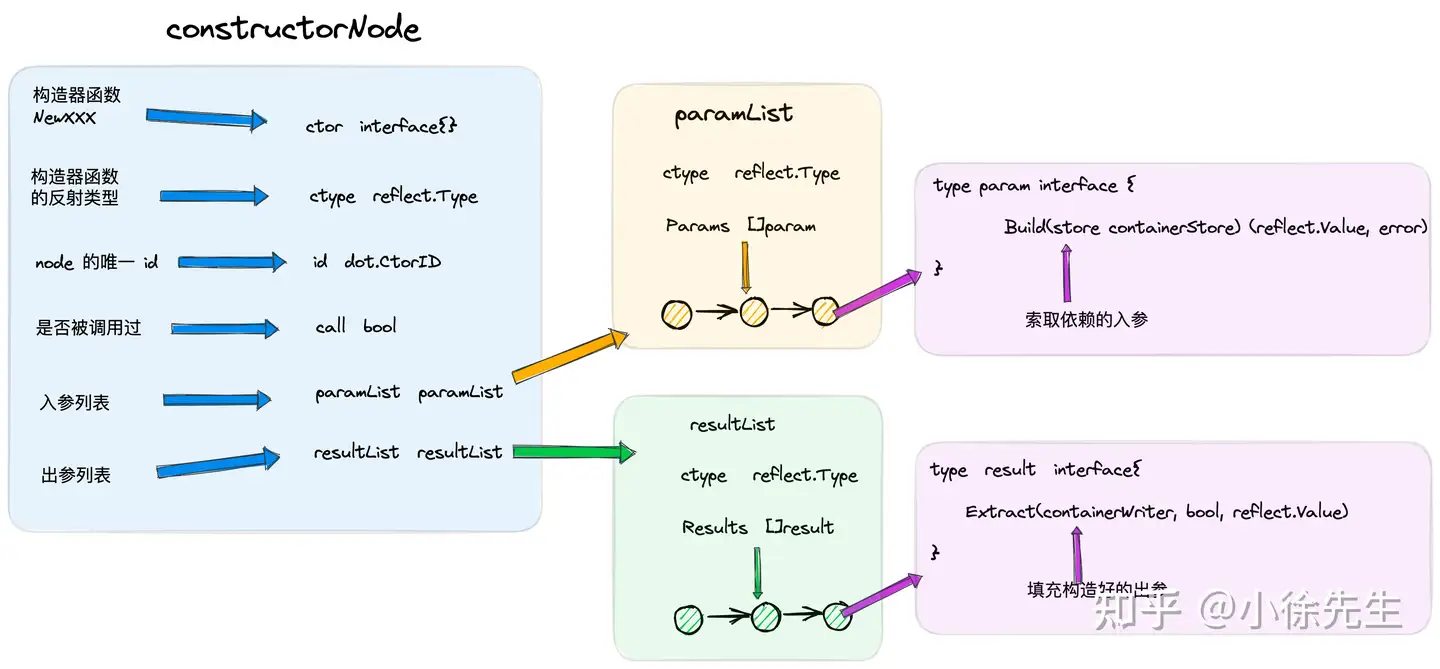 constructorNode
构造器函数
NewXXX
ctor interface{}
构造器函数
的反射类型
ctype reflect.Type
node 的唯一 id
id dot.CtorID
是否被调用过
call bool
入参列表
paramList paramList
出参列表
resultList resultList
paramList
ctype reflect.Type
Params []param
type param interface {
Build(store containerStore) (reflect.Value, error)
}
索取依赖的入参
resultList
ctype reflect.Type
Results []result
type result interface{
Extract(containerWriter, bool, reflect.Value)
}
填充构造好的出参
知乎 @小徐先生